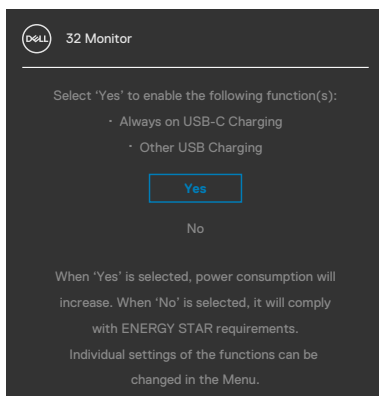 DELL
32 Monitor
Select ‘Yes’ to enable the following function(s):
· Always on USB-C Charging
· Other USB Charging
Yes
No
When ‘Yes’ is selected, power consumption will
increase. When ‘No’ is selected, it will comply
with ENERGY STAR requirements.
Individual settings of the functions can be
changed in the Menu.